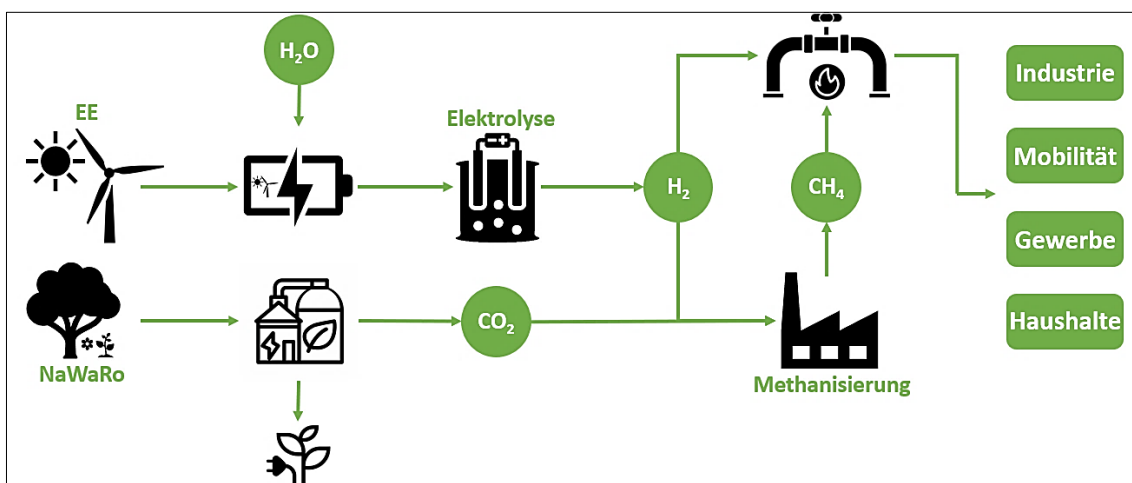 H₂O
EE
Elektrolyse
H₂
CH₄
Industrie
Mobilität
Gewerbe
Haushalte
NaWaRo
CO₂
Methanisierung